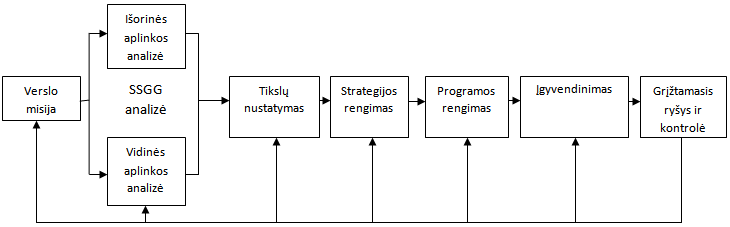 Išorinės
aplinkos
analizė
Verslo
misija
SSGG
analizė
Vidinės
aplinkos
analizė
Tikslų
nustatymas
Strategijos
rengimas
Programos
rengimas
Įgyvendinimas
Grįžtamasis
ryšys ir
kontrolė